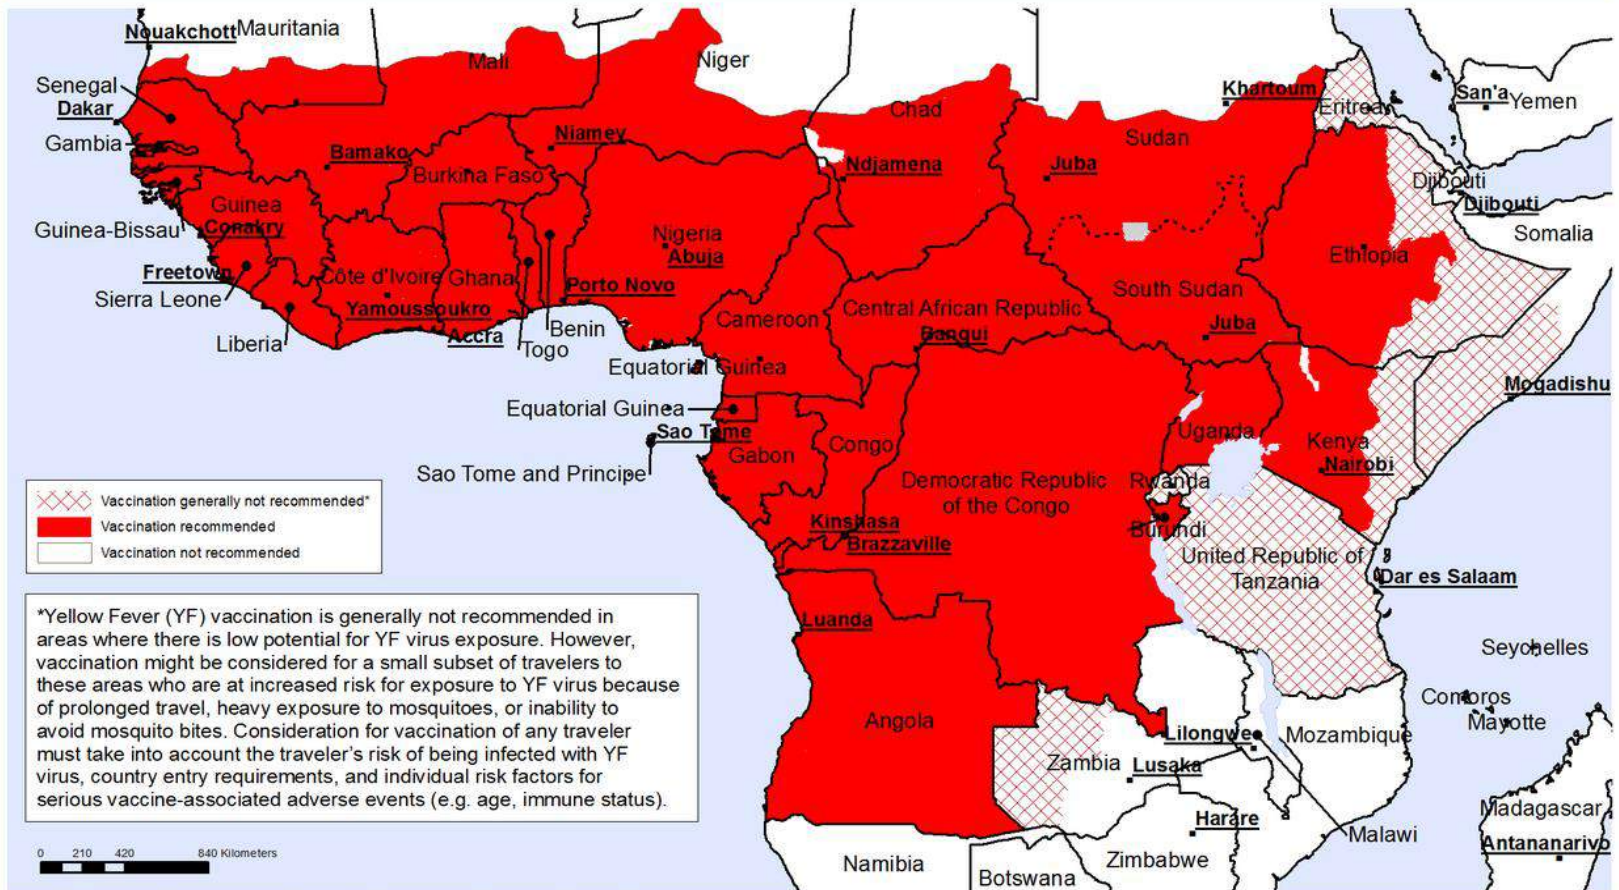 Nouakchott
Mauritania
Mali
Niger
Senegal
Dakar
Gambia
Bamako
Niamey
Burkina Faso
Chad
Ndjamena
Khartoum
Sudan
Juba
Eritrea
San'a
Yemen
Djibouti
Djibouti
Somalia
Guinea
Conakry
Guinea-Bissau
Freetown
Sierra Leone
Liberia
Côte d'Ivoire
Yamoussoukro
Ghana
Accra
Togo
Benin
Porto Novo
Nigeria
Abuja
Cameroon
Central African Republic
Bangui
South Sudan
Juba
Ethiopia
Mogadishu
Equatorial Guinea
Equatorial Guinea
Sao Tome
Sao Tome and Principe
Gabon
Congo
Democratic Republic
of the Congo
Uganda
Kenya
Nairobi
Rwanda
Burundi
Kinshasa
Brazzaville
United Republic of
Tanzania
Dar es Salaam
Luanda
Angola
Seychelles
Comoros
Mayotte
Lilongwe
Mozambique
Zambia
Lusaka
Harare
Malawi
Madagascar
Antananarivo
Namibia
Botswana
Zimbabwe
Vaccination generally not recommended*
Vaccination recommended
Vaccination not recommended
*Yellow Fever (YF) vaccination is generally not recommended in
areas where there is low potential for YF virus exposure. However,
vaccination might be considered for a small subset of travelers to
these areas who are at increased risk for exposure to YF virus because
of prolonged travel, heavy exposure to mosquitoes, or inability to
avoid mosquito bites. Consideration for vaccination of any traveler
must take into account the traveler's risk of being infected with YF
virus, country entry requirements, and individual risk factors for
serious vaccine-associated adverse events (e.g. age, immune status).
0 210 420 840 Kilometers